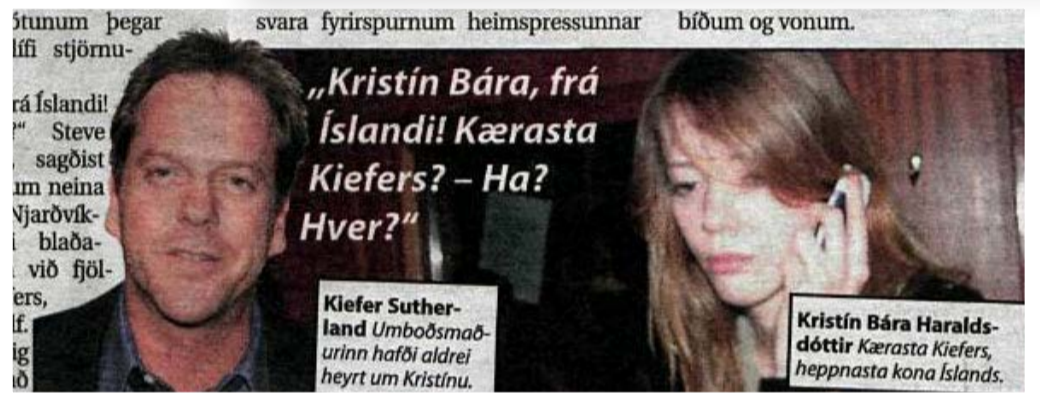 þegar
lífi stjörnu-
Íslandi!
Steve
sagðist
um neina
Njarðvík-
blaða-
við fjöl-
svara fyrirspurnum heimspressunnar
bíðum og vonum.
„Kristín Bára, frá
Íslandi! Kærasta
Kiefers? – Ha?
Hver?“
Kiefer Suther-
land Umboðsmað-
urinn hafði aldrei
heyrt um Kristínu.
Kristín Bára Haralds-
dóttir Kærasta Kiefers,
heppnasta kona Íslands.